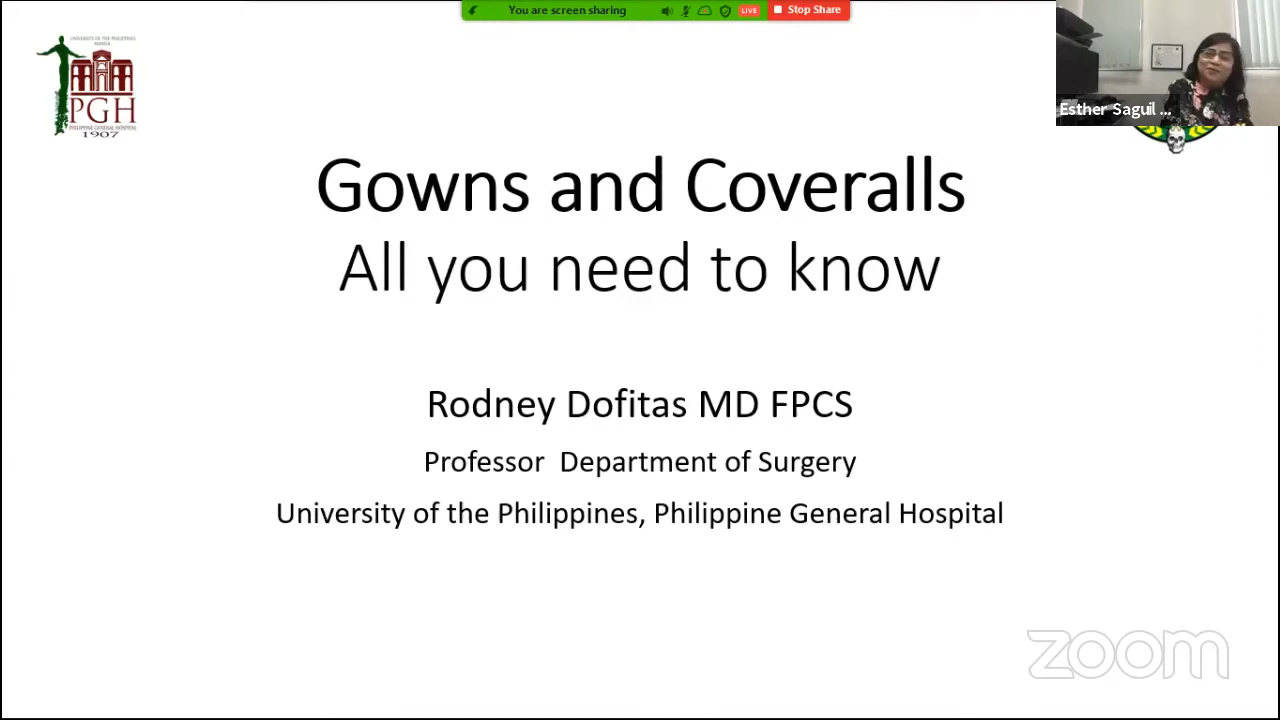 You are screen sharing
LIVE
Stop Share
UNIVERSITY OF THE PHILIPPINES
MANILA
PGH
PHILIPPINE GENERAL HOSPITAL
1907
Esther Saguil ...
Gowns and Coveralls
All you need to know
Rodney Dofitas MD FPCS
Professor Department of Surgery
University of the Philippines, Philippine General Hospital
zoom